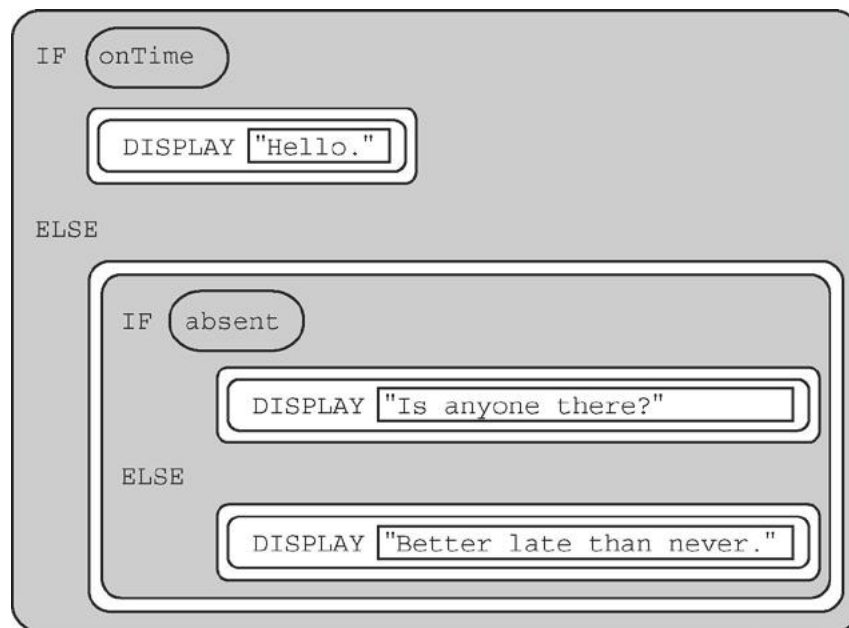 IF onTime
DISPLAY "Hello."
ELSE
IF absent
DISPLAY "Is anyone there?"
ELSE
DISPLAY "Better late than never."